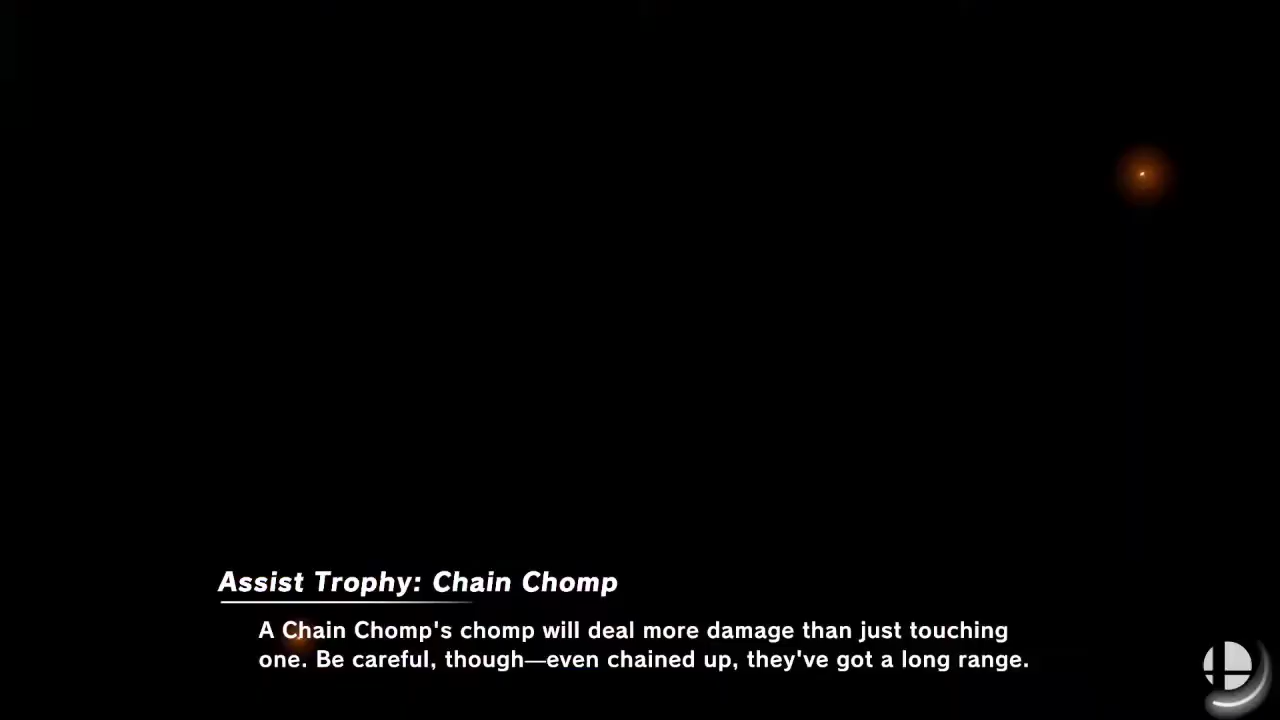 Assist Trophy: Chain Chomp
A Chain Chomp's chomp will deal more damage than just touching
one. Be careful, though—even chained up, they've got a long range.